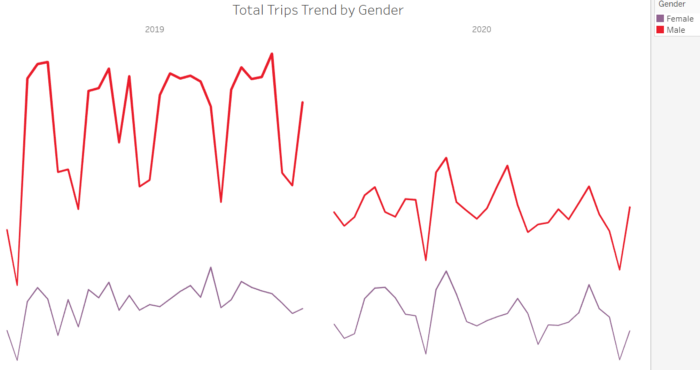 Total Trips Trend by Gender
2019
2020
Gender
Female
Male